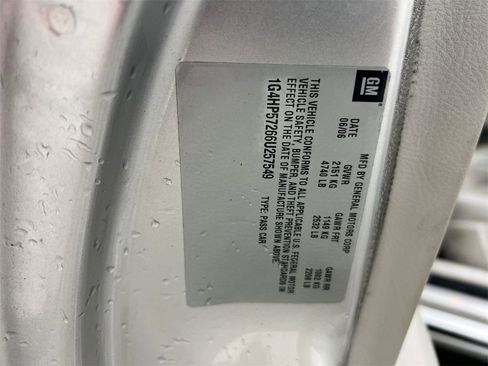 GM
MFD BY GENERAL MOTORS CORP
DATE GVWR GAWR FRT GAWR RR
06/06 2151 KG 1149 KG 1002 KG
4740 LB 2532 LB 2208 LB
THIS VEHICLE CONFORMS TO ALL APPLICABLE U.S. FEDERAL MOTOR
VEHICLE SAFETY, BUMPER, AND THEFT PREVENTION STANDARDS IN
EFFECT ON THE DATE OF MANUFACTURE SHOWN ABOVE.
1G4HP57266U257549 TYPE: PASS CAR